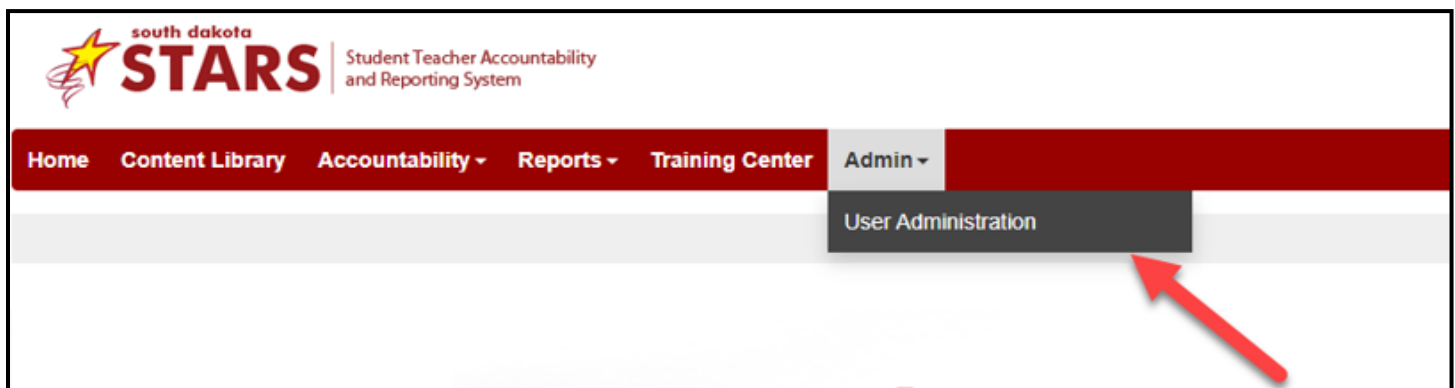 south dakota
STARS
Student Teacher Accountability
and Reporting System
Home Content Library Accountability Reports Training Center Admin
User Administration